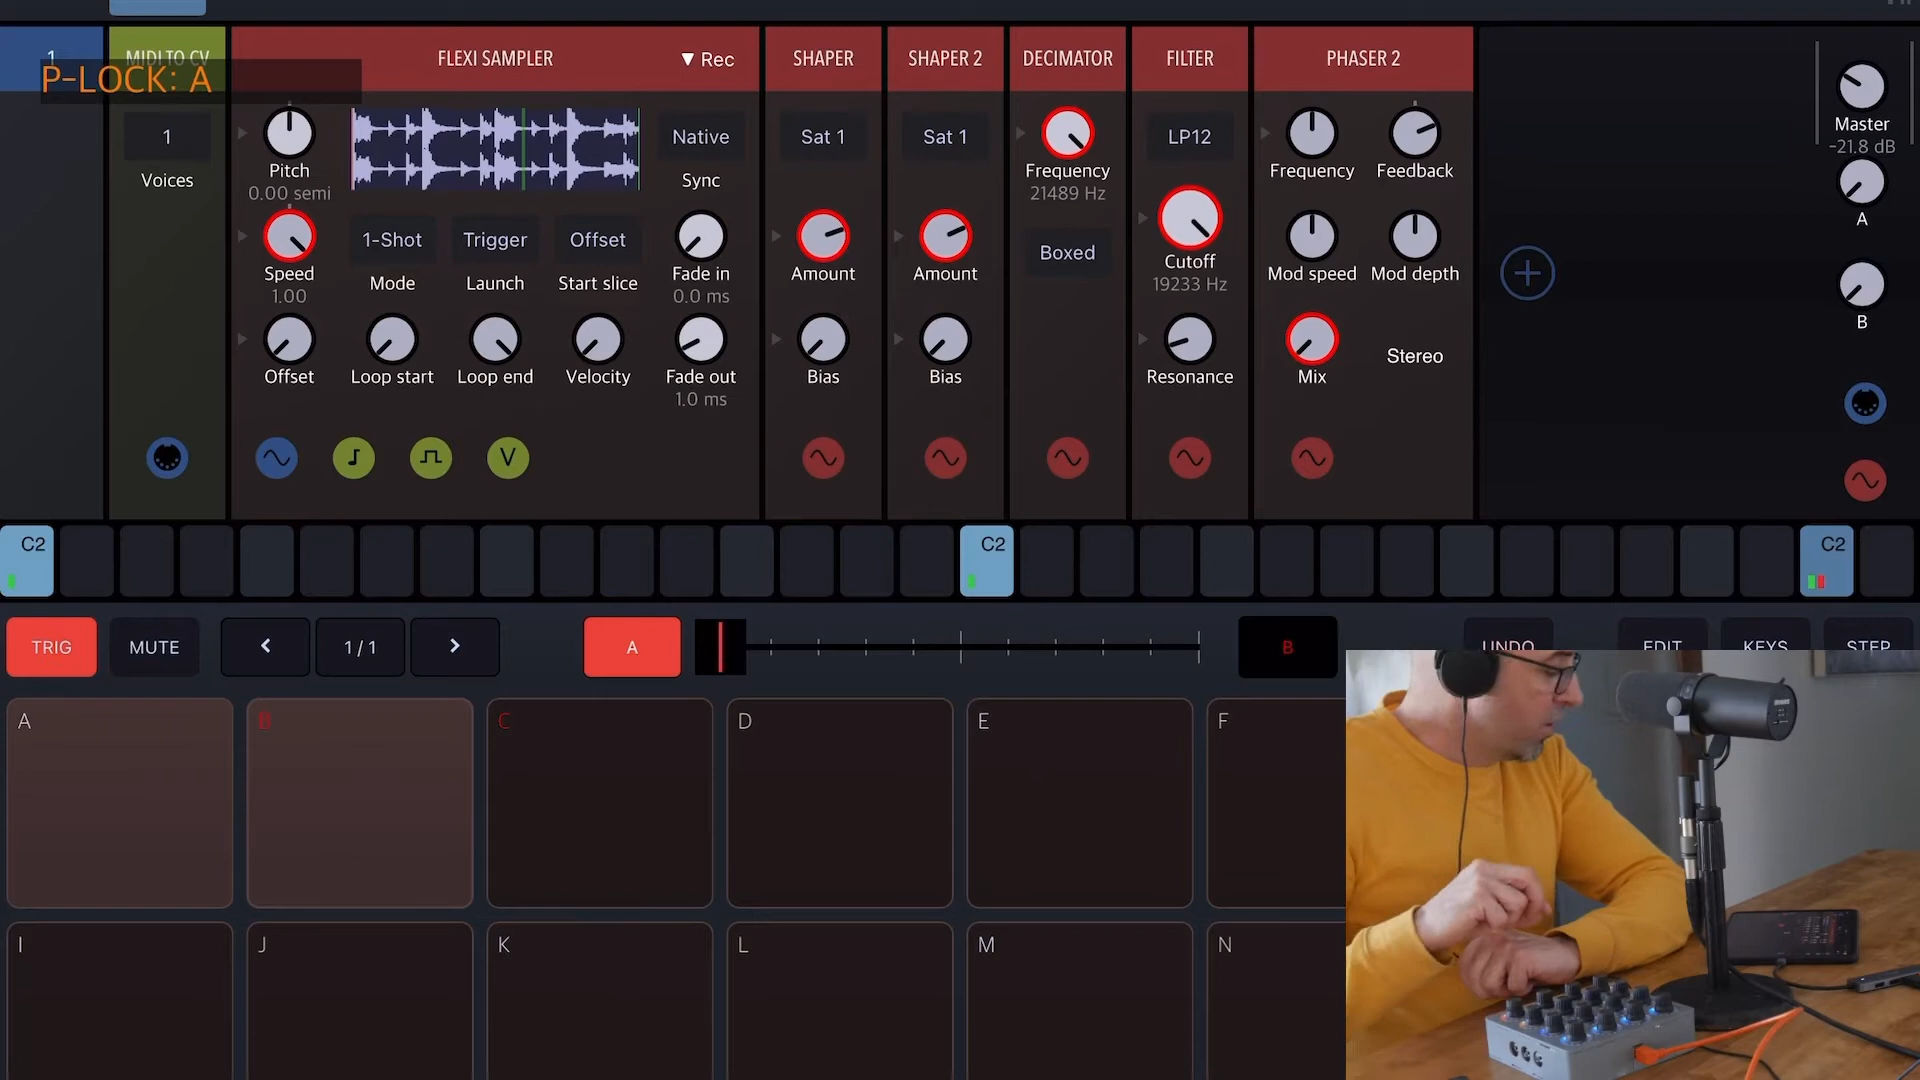 1
MIDI TO CV
FLEXI SAMPLER
▼ Rec
SHAPER
SHAPER 2
DECIMATOR
FILTER
PHASER 2
P-LOCK: A
1
Voices
Pitch
0.00 semi
Native
Sync
Sat 1
Sat 1
Frequency
21489 Hz
LP12
Frequency
Feedback
Master
-21.8 dB
Speed
1.00
1-Shot
Mode
Trigger
Launch
Offset
Start slice
Fade in
0.0 ms
Amount
Amount
Boxed
Cutoff
19233 Hz
Mod speed
Mod depth
A
Offset
Loop start
Loop end
Velocity
Fade out
1.0 ms
Bias
Bias
Resonance
Mix
Stereo
B
V
C2
C2
C2
TRIG
MUTE
<
1 / 1
>
A
B
UNDO
EDIT
KEYS
STEP
A
B
C
D
E
F
I
J
K
L
M
N